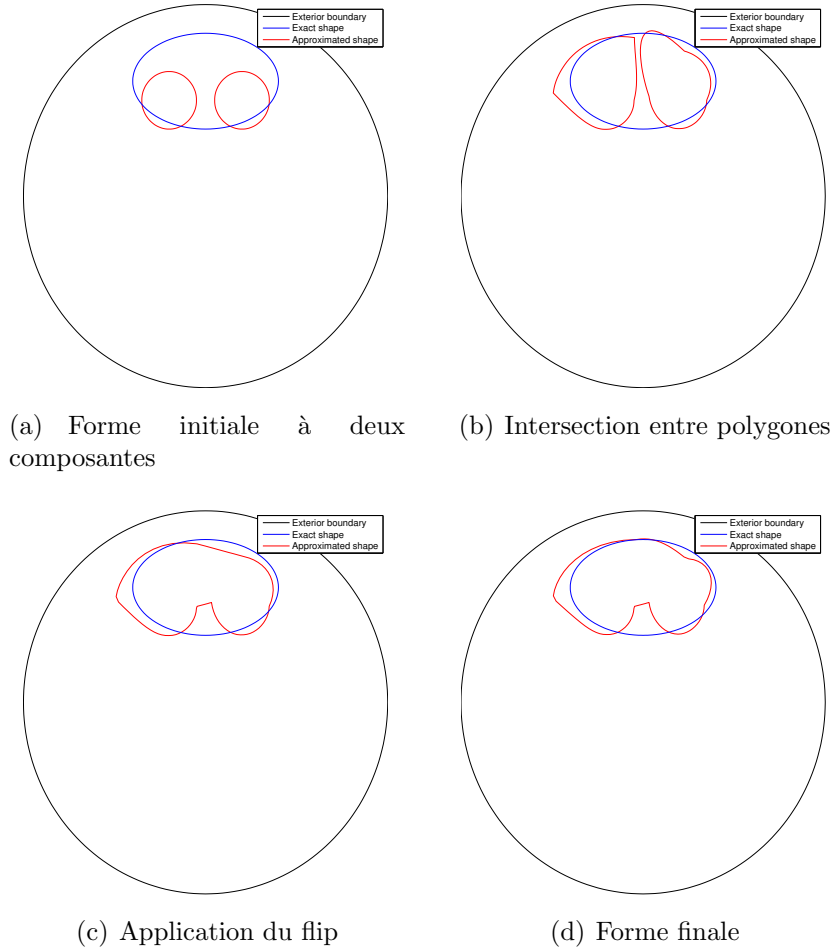 Exterior boundary
Exact shape
Approximated shape
Exterior boundary
Exact shape
Approximated shape
(a) Forme initiale à deux
composantes
(b) Intersection entre polygones
Exterior boundary
Exact shape
Approximated shape
Exterior boundary
Exact shape
Approximated shape
(c) Application du flip
(d) Forme finale